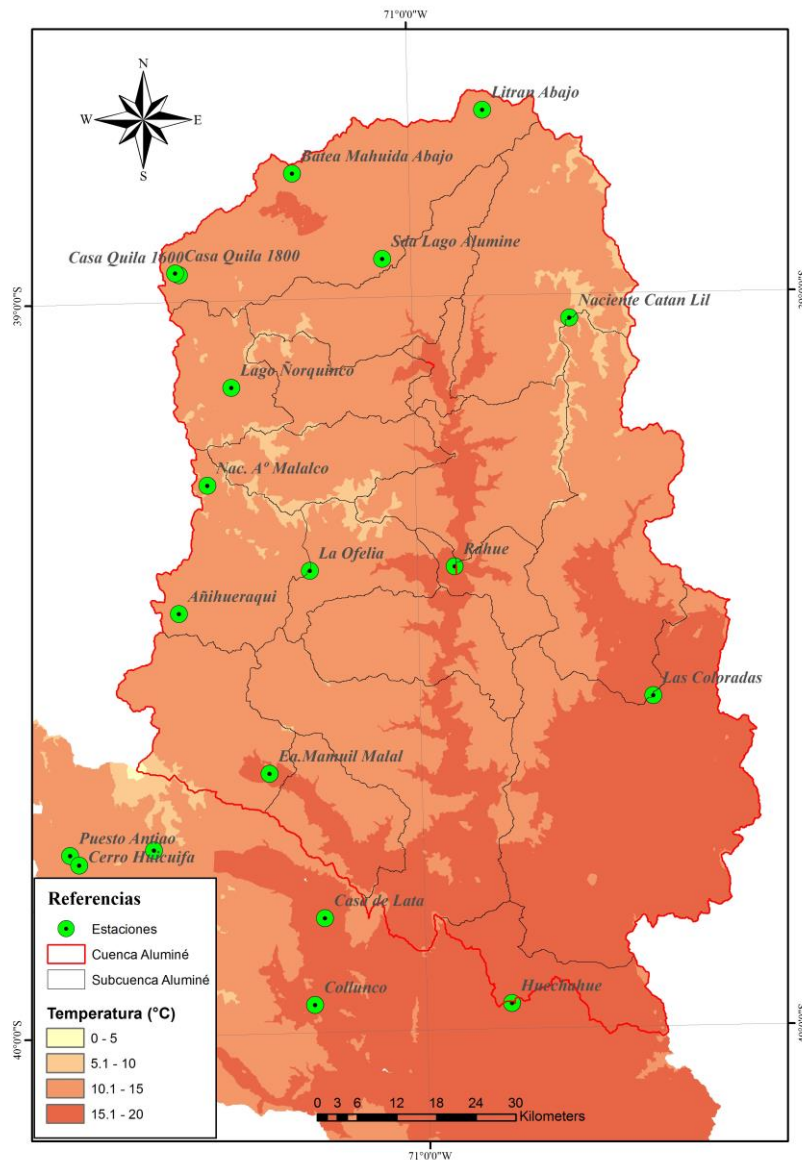 71°0'0"W
N
W E
S
Litran Abajo
Batea Mahuida Abajo
Sda Lago Alumine
Casa Quila 1600 Casa Quila 1800
39°0'0"S
Naciente Catan Lil
Lago Ñorquinco
Nac. Aº Malalco
La Ofelia
Rahue
Añihueraqui
Las Coloradas
Ea.Mamuil Malal
Puesto Antiao
Cerro Huicuifa
Casa de Lata
Collunco
Huechahue
Referencias
Estaciones
Cuenca Aluminé
Subcuenca Aluminé
Temperatura (°C)
0 - 5
5.1 - 10
10.1 - 15
15.1 - 20
40°0'0"S
0 3 6 12 18 24 30
Kilometers
71°0'0"W